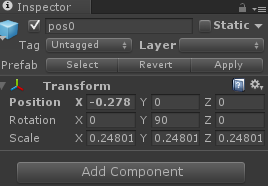 Inspector
pos0 Static
Tag Untagged Layer
Prefab Select Revert Apply
Transform
Position X -0.278 Y 0 Z 0
Rotation X 0 Y 90 Z 0
Scale X 0.24801 Y 0.24801 Z 0.24801
Add Component